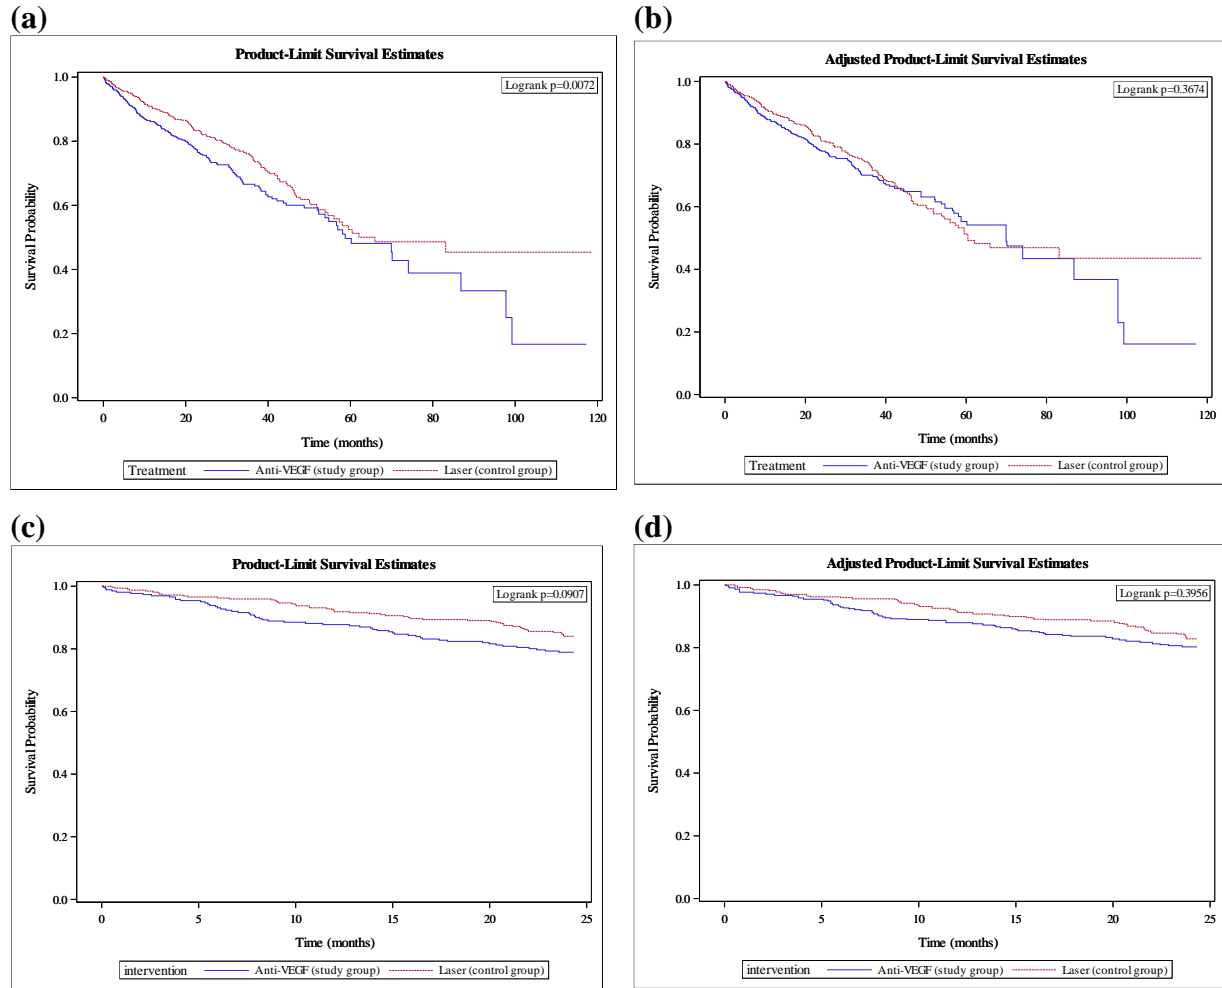 (a)
Product-Limit Survival Estimates
Logrank p=0.0072
1.0
0.8
0.6
0.4
0.2
0.0
Survival Probability
0 20 40 60 80 100 120
Time (months)
Treatment Anti-VEGF (study group) Laser (control group)
(b)
Adjusted Product-Limit Survival Estimates
Logrank p=0.3674
1.0
0.8
0.6
0.4
0.2
0.0
Survival Probability
0 20 40 60 80 100 120
Time (months)
Treatment Anti-VEGF (study group) Laser (control group)
(c)
Product-Limit Survival Estimates
Logrank p=0.0907
1.0
0.8
0.6
0.4
0.2
0.0
Survival Probability
0 5 10 15 20 25
Time (months)
intervention Anti-VEGF (study group) Laser (control group)
(d)
Adjusted Product-Limit Survival Estimates
Logrank p=0.3956
1.0
0.8
0.6
0.4
0.2
0.0
Survival Probability
0 5 10 15 20 25
Time (months)
intervention Anti-VEGF (study group) Laser (control group)